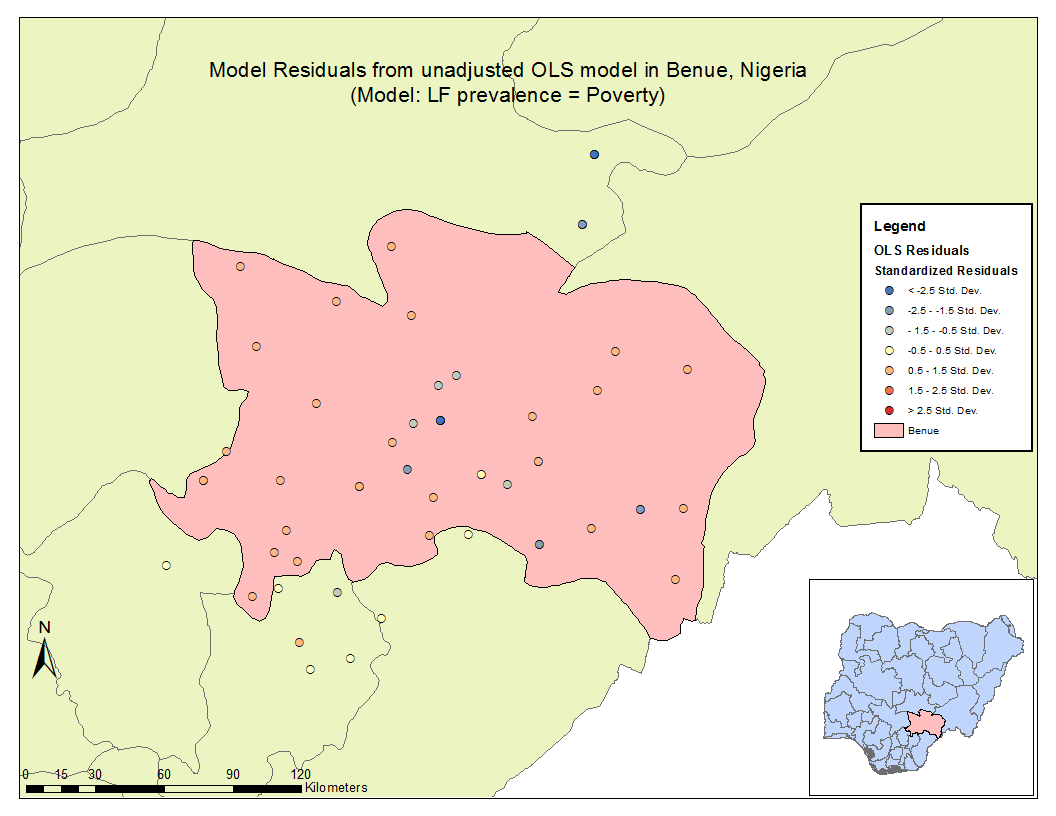 Model Residuals from unadjusted OLS model in Benue, Nigeria
(Model: LF prevalence = Poverty)
Legend
OLS Residuals
Standardized Residuals
< -2.5 Std. Dev.
-2.5 - -1.5 Std. Dev.
- 1.5 - -0.5 Std. Dev.
-0.5 - 0.5 Std. Dev.
0.5 - 1.5 Std. Dev.
1.5 - 2.5 Std. Dev.
> 2.5 Std. Dev.
Benue
N
0 15 30 60 90 120
Kilometers